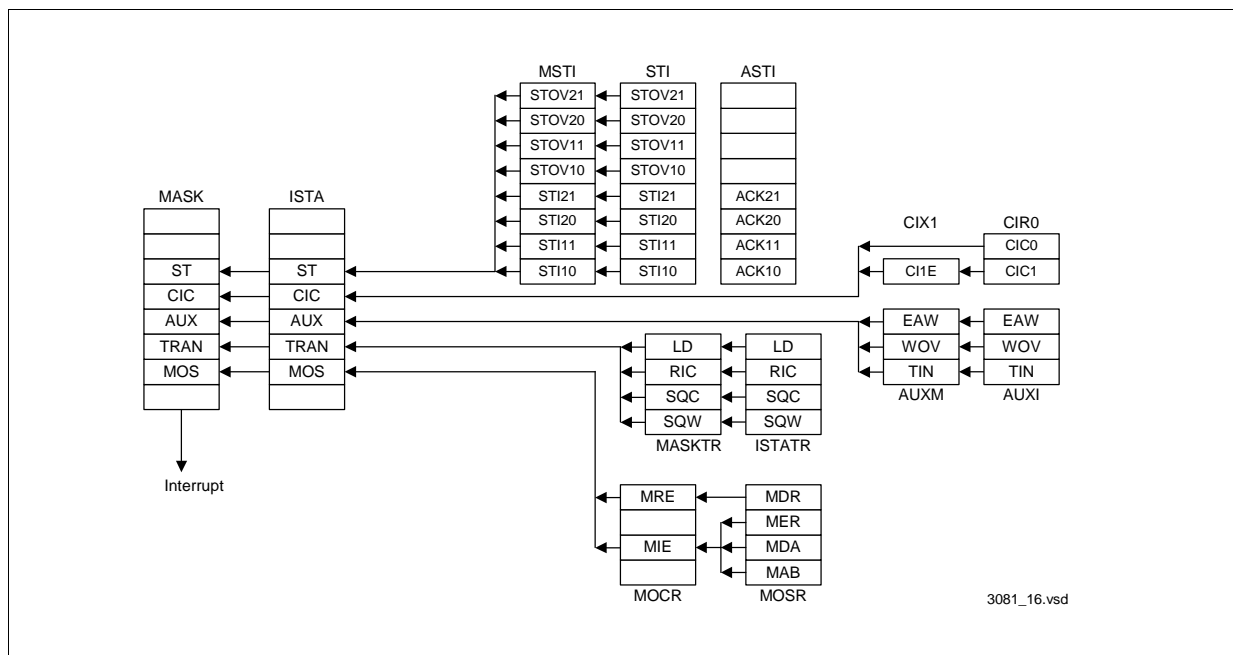 MSTI STI ASTI
STOV21 STOV21
STOV20 STOV20
STOV11 STOV11
STOV10 STOV10
MASK ISTA
STI21 STI21 ACK21
STI20 STI20 ACK20
CIX1 CIR0
STI11 STI11 ACK11
CIC0
ST ST
STI10 STI10 ACK10
CI1E CIC1
CIC CIC
AUX AUX
EAW EAW
TRAN TRAN
LD LD
WOV WOV
MOS MOS
RIC RIC
TIN TIN
AUXM AUXI
SQC SQC
SQW SQW
MASKTR ISTATR
Interrupt
MRE MDR
MER
MIE MDA
MAB
MOCR MOSR
3081_16.vsd